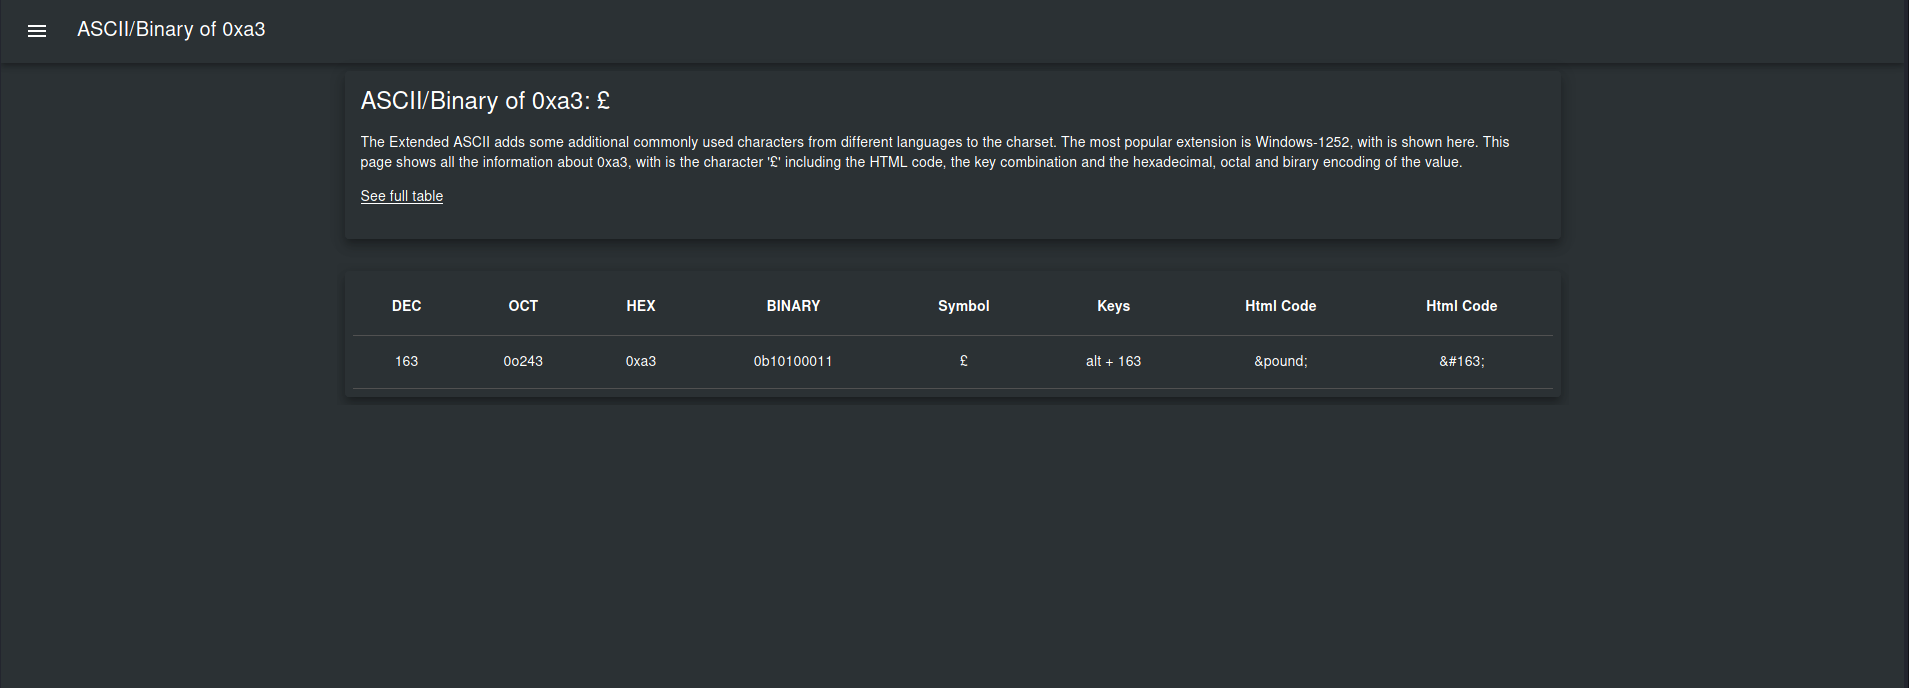 ASCII/Binary of 0xa3
ASCII/Binary of 0xa3: £
The Extended ASCII adds some additional commonly used characters from different languages to the charset. The most popular extension is Windows-1252, with is shown here. This
page shows all the information about 0xa3, with is the character '£' including the HTML code, the key combination and the hexadecimal, octal and birary encoding of the value.
See full table
DEC OCT HEX BINARY Symbol Keys Html Code Html Code
163 0o243 0xa3 0b10100011 £ alt + 163 &pound; &#163;